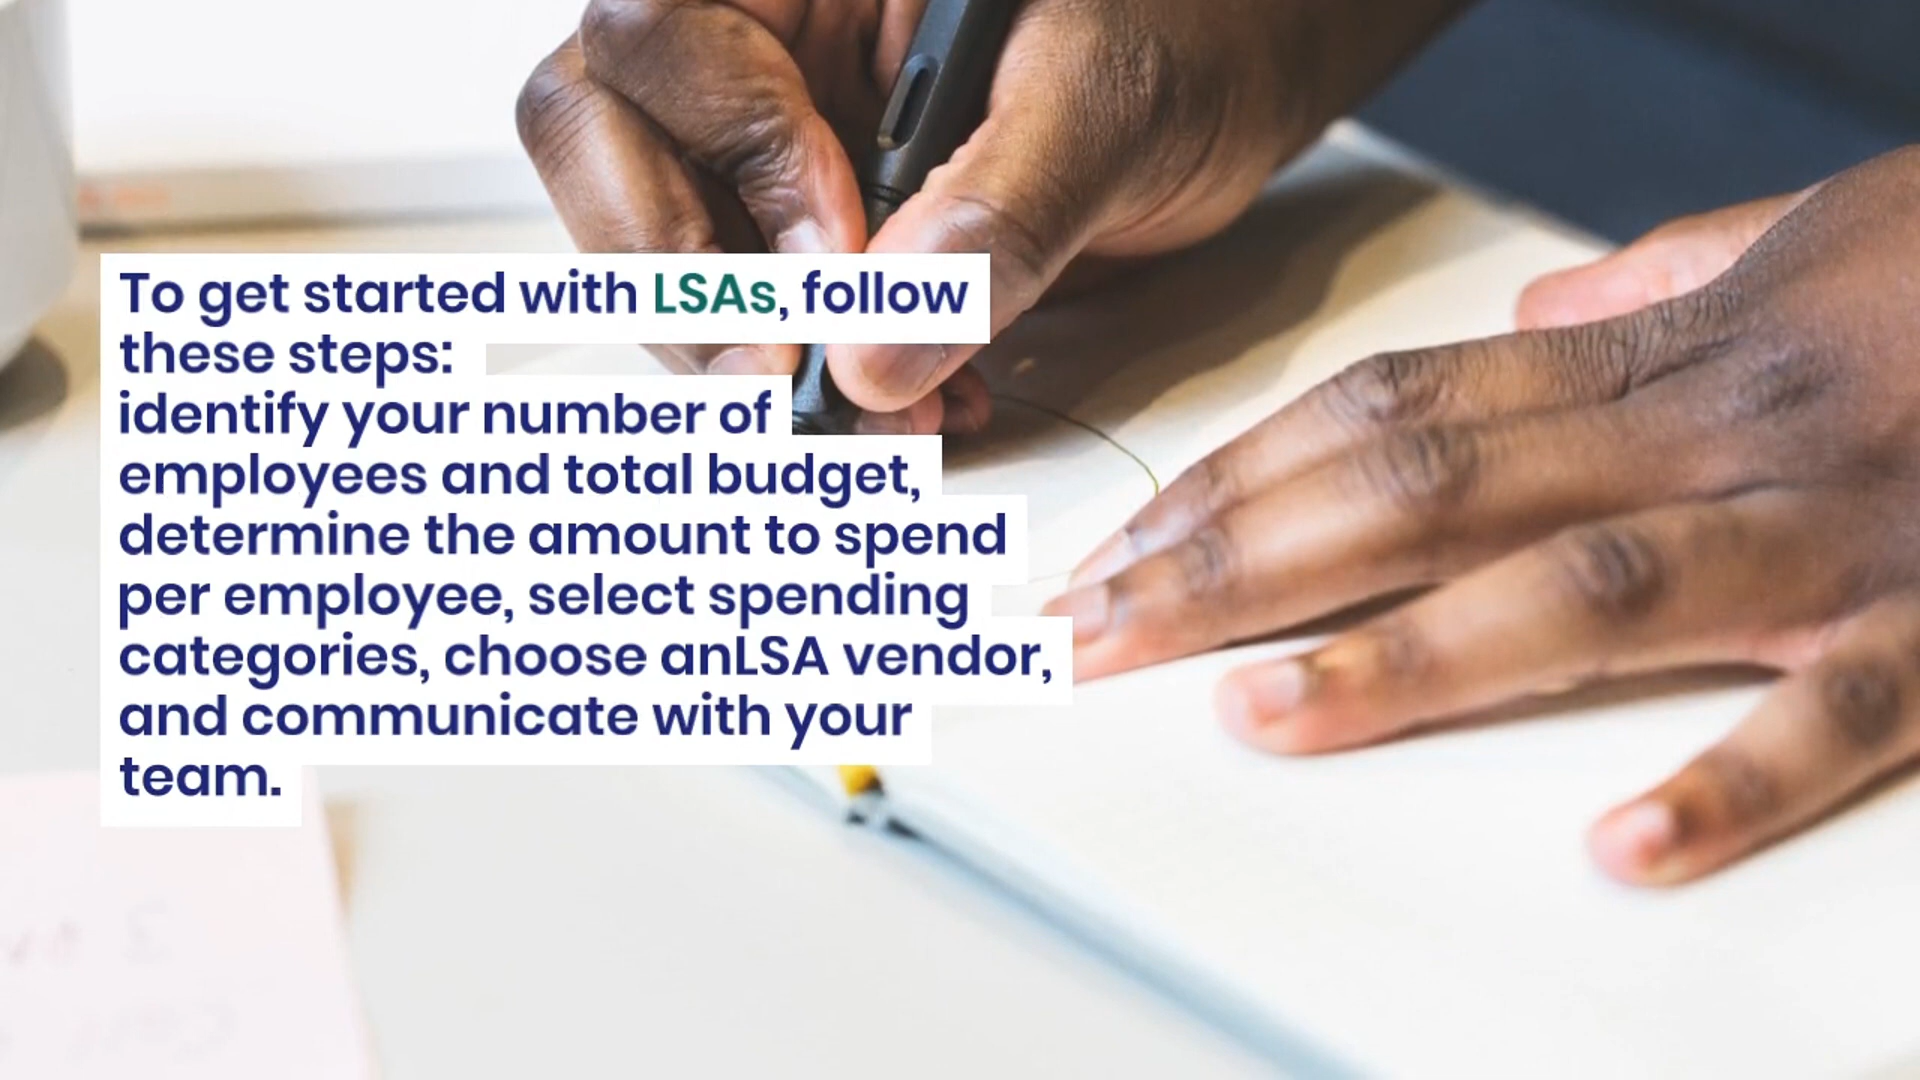 To get started with LSAs, follow
these steps:
identify your number of
employees and total budget,
determine the amount to spend
per employee, select spending
categories, choose anLSA vendor,
and communicate with your
team.